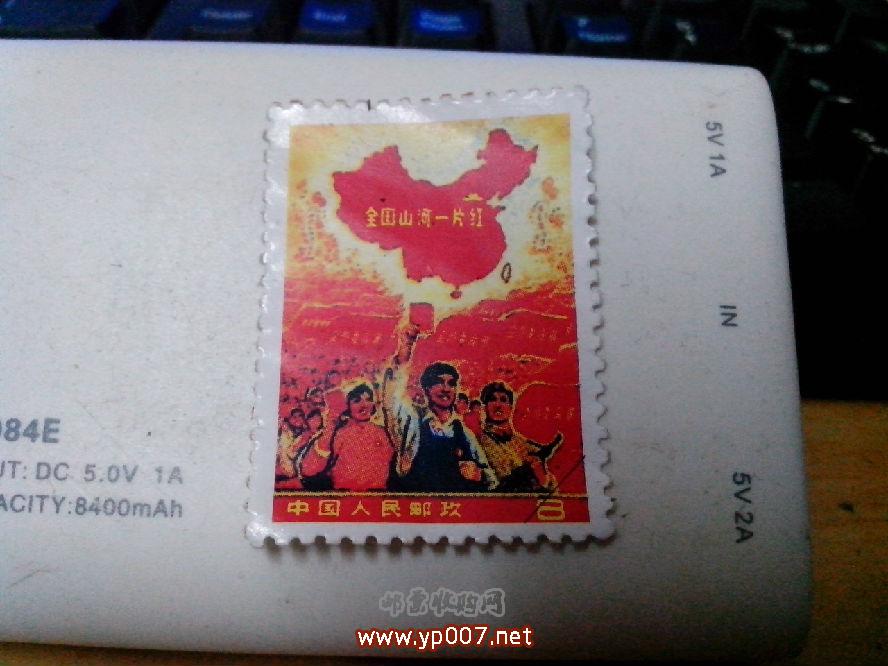 全国山河一片红
中国人民邮政
8
5V 1A
IN
5V 2A
084E
UT: DC 5.0V 1A
ACITY:8400mAh
邮票收购网
www.yp007.net